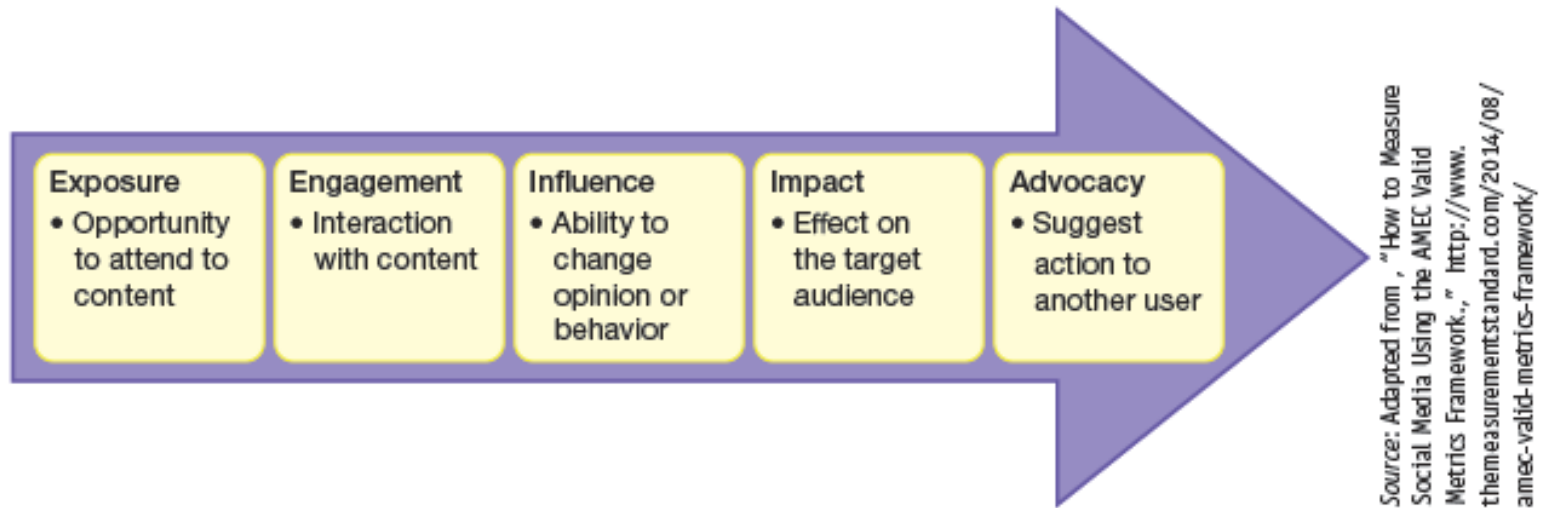 Exposure
• Opportunity
to attend to
content
Engagement
• Interaction
with content
Influence
• Ability to
change
opinion or
behavior
Impact
• Effect on
the target
audience
Advocacy
• Suggest
action to
another user
Source: Adapted from , “How to Measure
Social Media Using the AMEC Valid
Metrics Framework.,” http://www.
themeasurementstandard.com/2014/08/
amec-valid-metrics-framework/